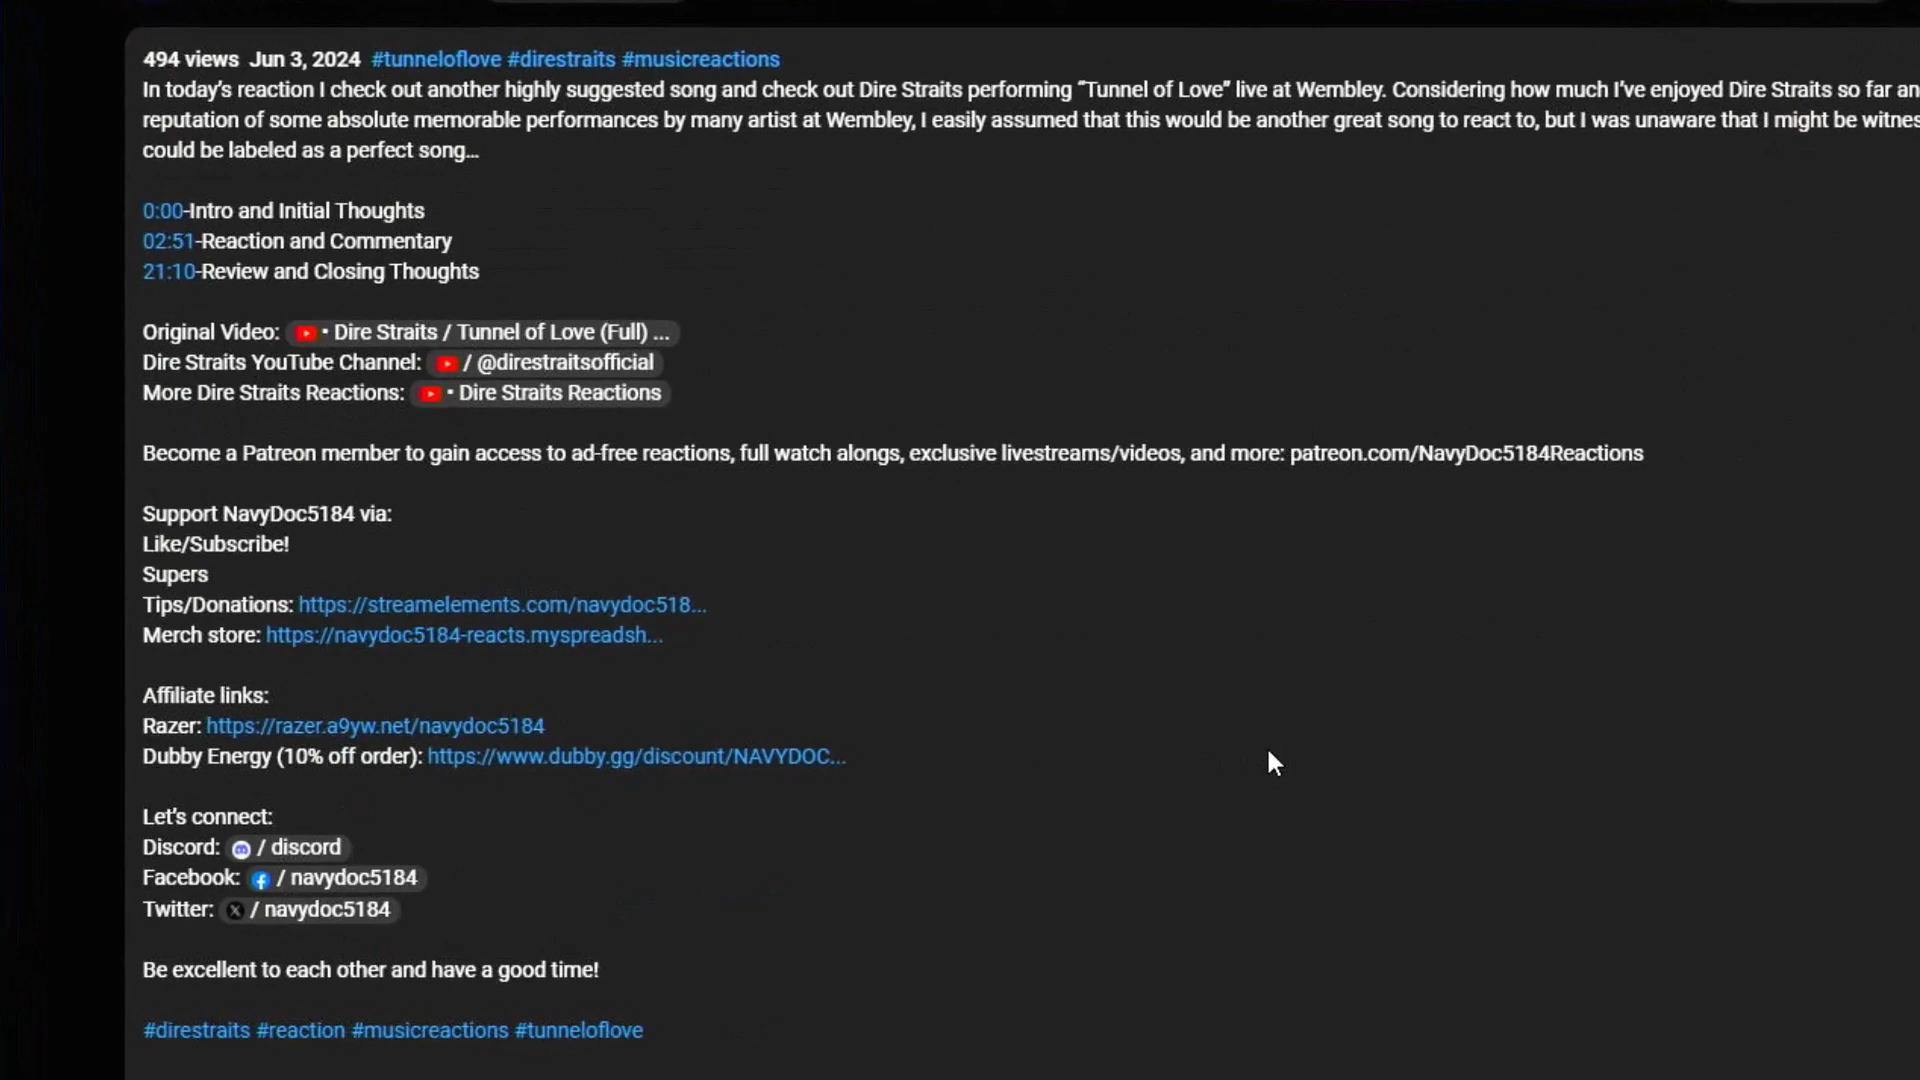 494 views Jun 3, 2024 #tunneloflove #direstraits #musicreactions
In today's reaction I check out another highly suggested song and check out Dire Straits performing “Tunnel of Love” live at Wembley. Considering how much I've enjoyed Dire Straits so far an
reputation of some absolute memorable performances by many artist at Wembley, I easily assumed that this would be another great song to react to, but I was unaware that I might be witnes
could be labeled as a perfect song…
0:00-Intro and Initial Thoughts
02:51-Reaction and Commentary
21:10-Review and Closing Thoughts
Original Video: • Dire Straits / Tunnel of Love (Full) ...
Dire Straits YouTube Channel: / @direstraitsofficial
More Dire Straits Reactions: • Dire Straits Reactions
Become a Patreon member to gain access to ad-free reactions, full watch alongs, exclusive livestreams/videos, and more: patreon.com/NavyDoc5184Reactions
Support NavyDoc5184 via:
Like/Subscribe!
Supers
Tips/Donations: https://streamelements.com/navydoc518...
Merch store: https://navydoc5184-reacts.myspreadsh...
Affiliate links:
Razer: https://razer.a9yw.net/navydoc5184
Dubby Energy (10% off order): https://www.dubby.gg/discount/NAVYDOC...
Let's connect:
Discord: / discord
Facebook: / navydoc5184
Twitter: / navydoc5184
Be excellent to each other and have a good time!
#direstraits #reaction #musicreactions #tunneloflove